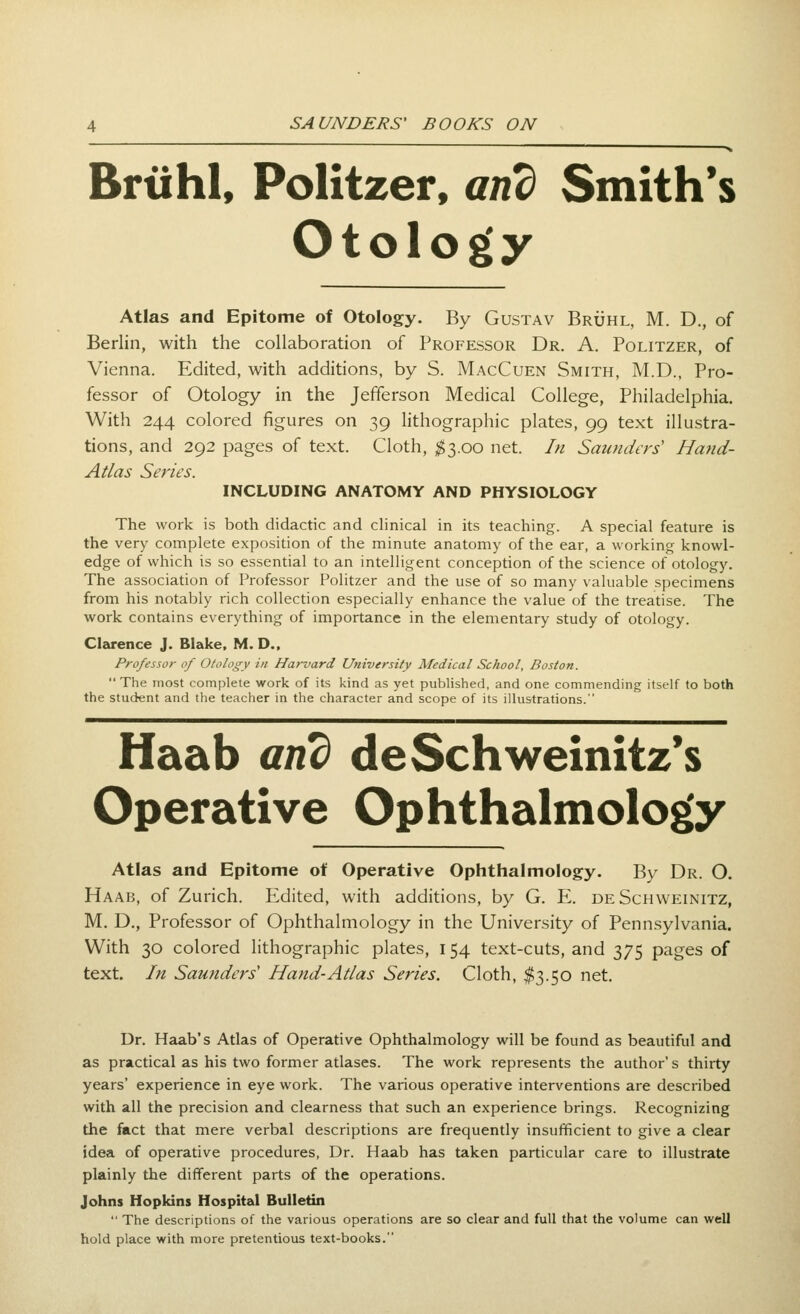 4 SAUNDERS' BOOKS ON
Brühl, Politzer, and Smith's
Otology
Atlas and Epitome of Otology. By GUSTAV BRÜHL, M. D., of
Berlin, with the collaboration of PROFESSOR DR. A. POLITZER, of
Vienna. Edited, with additions, by S. MACCUEN SMITH, M.D., Pro-
fessor of Otology in the Jefferson Medical College, Philadelphia.
With 244 colored figures on 39 lithographic plates, 99 text illustra-
tions, and 292 pages of text. Cloth, $3.00 net. In Saunders' Hand-
Atlas Series.
INCLUDING ANATOMY AND PHYSIOLOGY
The work is both didactic and clinical in its teaching. A special feature is
the very complete exposition of the minute anatomy of the ear, a working knowl-
edge of which is so essential to an intelligent conception of the science of otology.
The association of Professor Politzer and the use of so many valuable specimens
from his notably rich collection especially enhance the value of the treatise. The
work contains everything of importance in the elementary study of otology.
Clarence J. Blake, M. D.,
Professor of Otology in Harvard University Medical School, Boston.
"The most complete work of its kind as yet published, and one commending itself to both
the student and the teacher in the character and scope of its illustrations."
Haab and deSchweinitz's
Operative Ophthalmology
Atlas and Epitome of Operative Ophthalmology. By DR. O.
HAAB, of Zurich. Edited, with additions, by G. E. DESCHWEINITZ,
M. D., Professor of Ophthalmology in the University of Pennsylvania.
With 30 colored lithographic plates, 154 text-cuts, and 375 pages of
text. In Saunders' Hand-Atlas Series. Cloth, $3.50 net.
Dr. Haab's Atlas of Operative Ophthalmology will be found as beautiful and
as practical as his two former atlases. The work represents the author's thirty
years' experience in eye work. The various operative interventions are described
with all the precision and clearness that such an experience brings. Recognizing
the fact that mere verbal descriptions are frequently insufficient to give a clear
idea of operative procedures, Dr. Haab has taken particular care to illustrate
plainly the different parts of the operations.
Johns Hopkins Hospital Bulletin
"The descriptions of the various operations are so clear and full that the volume can well
hold place with more pretentious text-books."